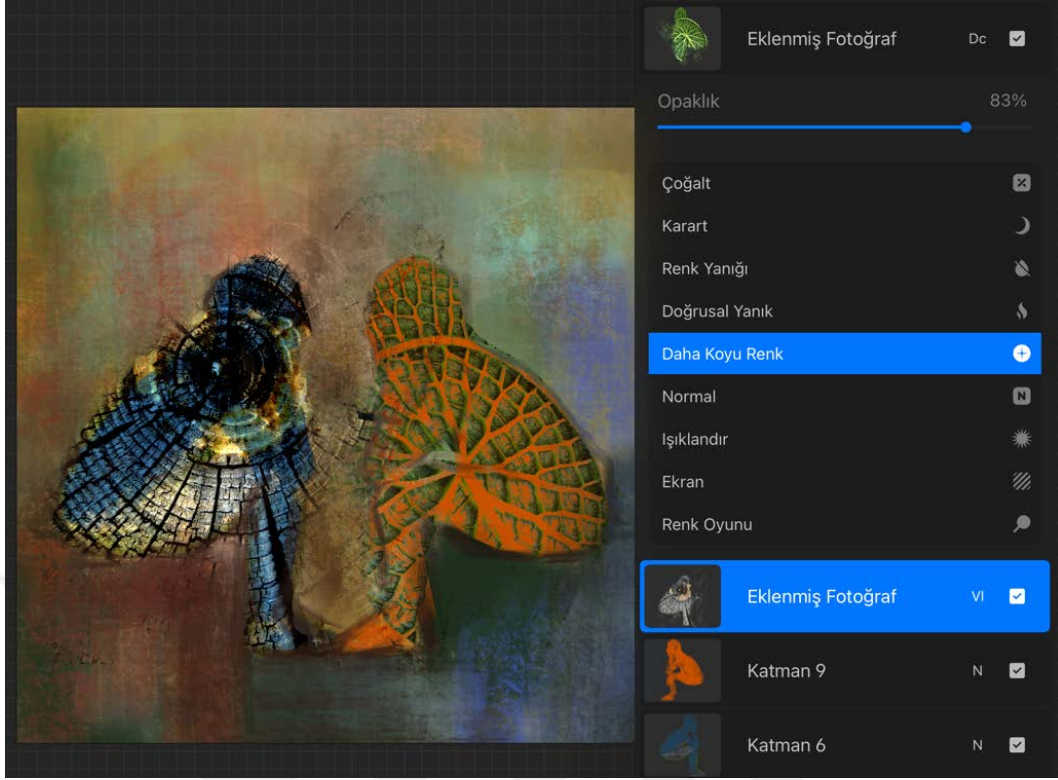 Eklenmiş Fotoğraf Dc
Opaklık 83%
Çoğalt
Karart
Renk Yanığı
Doğrusal Yanık
Daha Koyu Renk
Normal N
Işıklandır
Ekran
Renk Oyunu
Eklenmiş Fotoğraf Vl
Katman 9 N
Katman 6 N